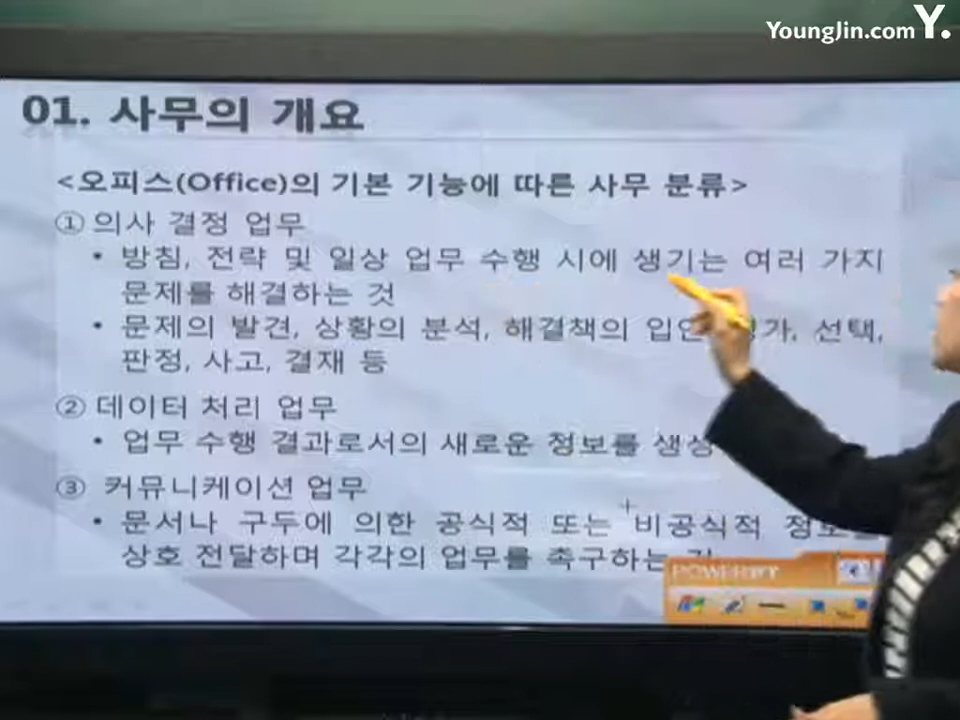 YoungJin.com Y.
01. 사무의 개요
<오피스(Office)의 기본 기능에 따른 사무 분류>
① 의사 결정 업무
• 방침, 전략 및 일상 업무 수행 시에 생기는 여러 가지
문제를 해결하는 것
• 문제의 발견, 상황의 분석, 해결책의 선택,
판정, 사고, 결재 등
② 데이터 처리 업무
• 업무 수행 결과로서의 새로운 정보를
③ 커뮤니케이션 업무
• 문서나 구두에 의한 공식적 또는 비공식적
상호 전달하며 각각의 업무를 촉구하는